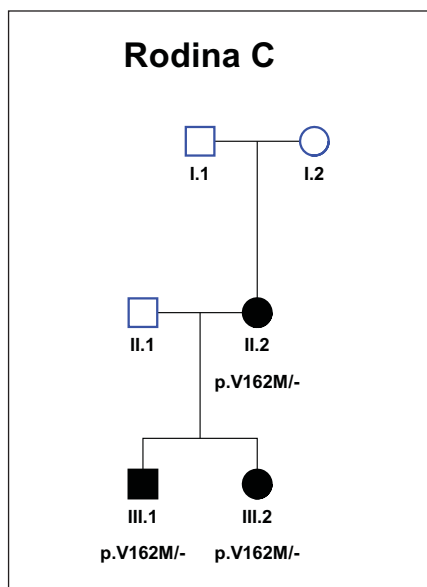 Rodina C
I.1 I.2
II.1 II.2
p.V162M/-
III.1 III.2
p.V162M/- p.V162M/-